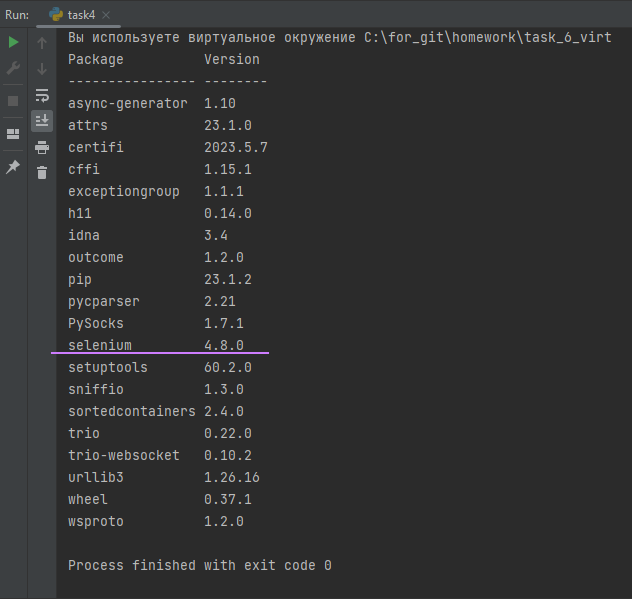 Run: task4
Вы используете виртуальное окружение C:\for_git\homework\task_6_virt
Package Version
---------------- --------
async-generator 1.10
attrs 23.1.0
certifi 2023.5.7
cffi 1.15.1
exceptiongroup 1.1.1
h11 0.14.0
idna 3.4
outcome 1.2.0
pip 23.1.2
pycparser 2.21
PySocks 1.7.1
selenium 4.8.0
setuptools 60.2.0
sniffio 1.3.0
sortedcontainers 2.4.0
trio 0.22.0
trio-websocket 0.10.2
urllib3 1.26.16
wheel 0.37.1
wsproto 1.2.0
Process finished with exit code 0